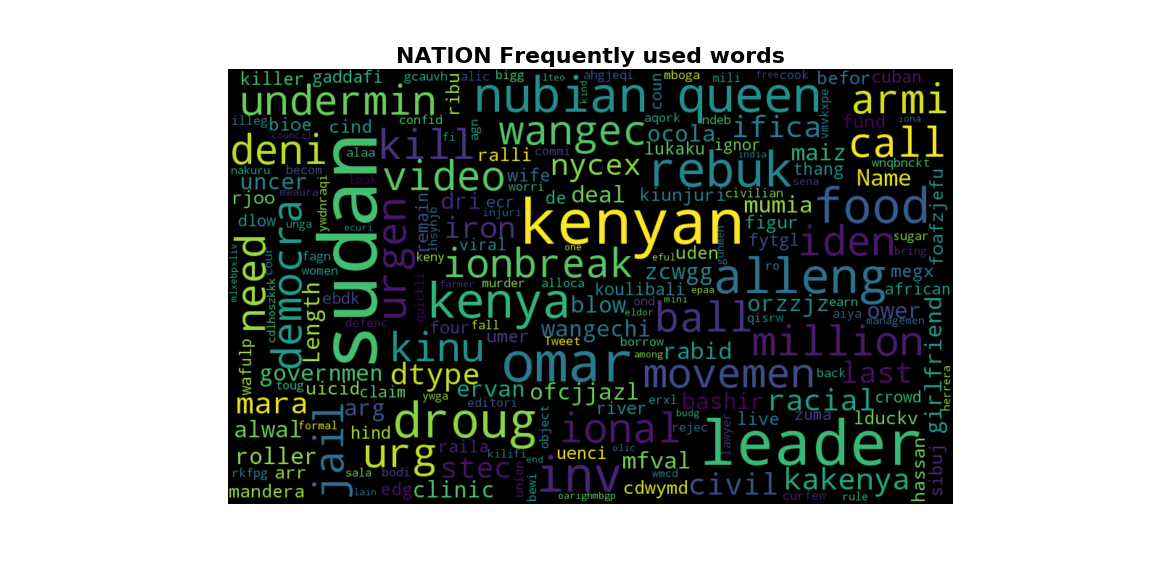 NATION Frequently used words
killer gaddafi gcauvh alic bigg lteo ahgjeqi mboga mili free cook befor cuban
undermin ribu nubian kind coun queen vmvkxpe armi
illeg bioe cind confid fi agn wangec aqork ocola ndeb ifica fund
deni council alaa kill ralli commi lukaku ignor india maiz call
nakuru becom look video wife nycex rebuk thang wnqbnckt
uncer mwaura ywdnraqi worri sena Name
rjoo sudan dri ecr de deal kiunjuri civilian mumia food foafzjefu
dlow unga democra urgen remain lhsyhjb iron injuri kenyan figur iden sugar
need ecuri viral one uden gunmen fytgl bring
mlxebpxliv cour fagn keny ionbreak eful ro alleng megx
women quickli farmer murder alloca koulibali zcwgg epaa african
cdlhoszkkk ebdk kenya blow ond mini orzzjz earn ower
Length defenc four fall wangechi eldor ball qisrw aiya managemen
kinu umer Tweet borrow rabid million girlfriend
wafulp governmen omar among
toug uicid claim dtype ervan ofcjjazl movemen back last herrera
mara ywga editori erxl bashir racial crowd
formal arg droug object river budg live zuma lduckv
alwal jail hind ional rejec lawyer leader iona
roller urg raila kilifi uenci olic
rkfpg arr sala bodi stec union end inv mfval wmcd kakenya hassan sibuj
mandera lain edg clinic bewi oarighmbgp cdwymd civil curfew rule